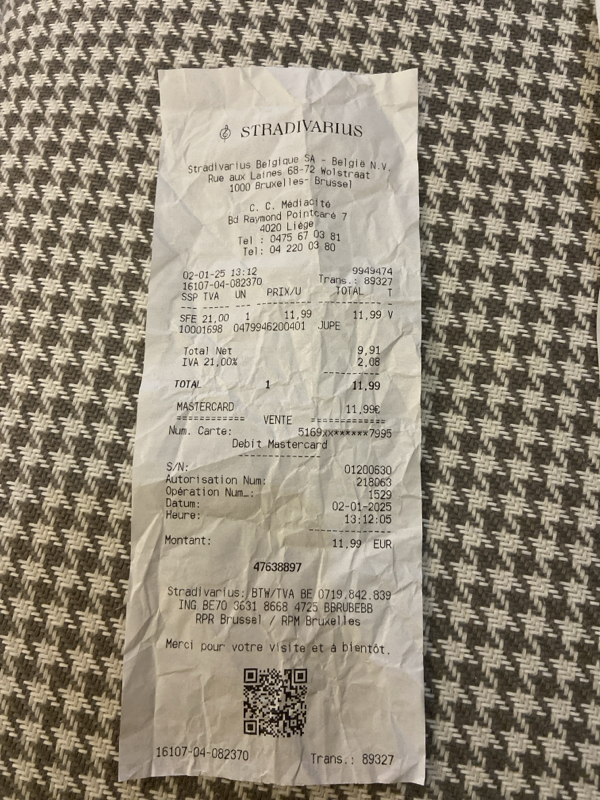 STRADIVARIUS
Stradivarius Belgique SA - België N.V.
Rue aux Laines 68-72 Wolstraat
1000 Bruxelles- Brussel
C. C. Médiacité
Bd Raymond Pointcaré 7
4020 Liège
Tel : 0475 67 03 81
Tel: 04 220 03 80
02-01-25 13:12 9949474
16107-04-082370 Trans.: 89327
SSP TVA UN PRIX/U TOTAL T
SFE 21,00 1 11,99 11,99 V
10001698 0479946200401 JUPE
Total Net 9,91
IVA 21,00% 2,08
TOTAL 1 11,99
MASTERCARD 11,99€
============ VENTE ============
Num. Carte: 5169xx******7995
Debit Mastercard
S/N: 01200630
Autorisation Num: 218063
Opération Num.: 1529
Datum: 02-01-2025
Heure: 13:12:05
Montant: 11,99 EUR
47638897
Stradivarius; BTW/TVA BE 0719.842.839
ING BE70 3631 8668 4725 BBRUBEBB
RPR Brussel / RPM Bruxelles
Merci pour votre visite et à bientôt.
16107-04-082370 Trans.: 89327